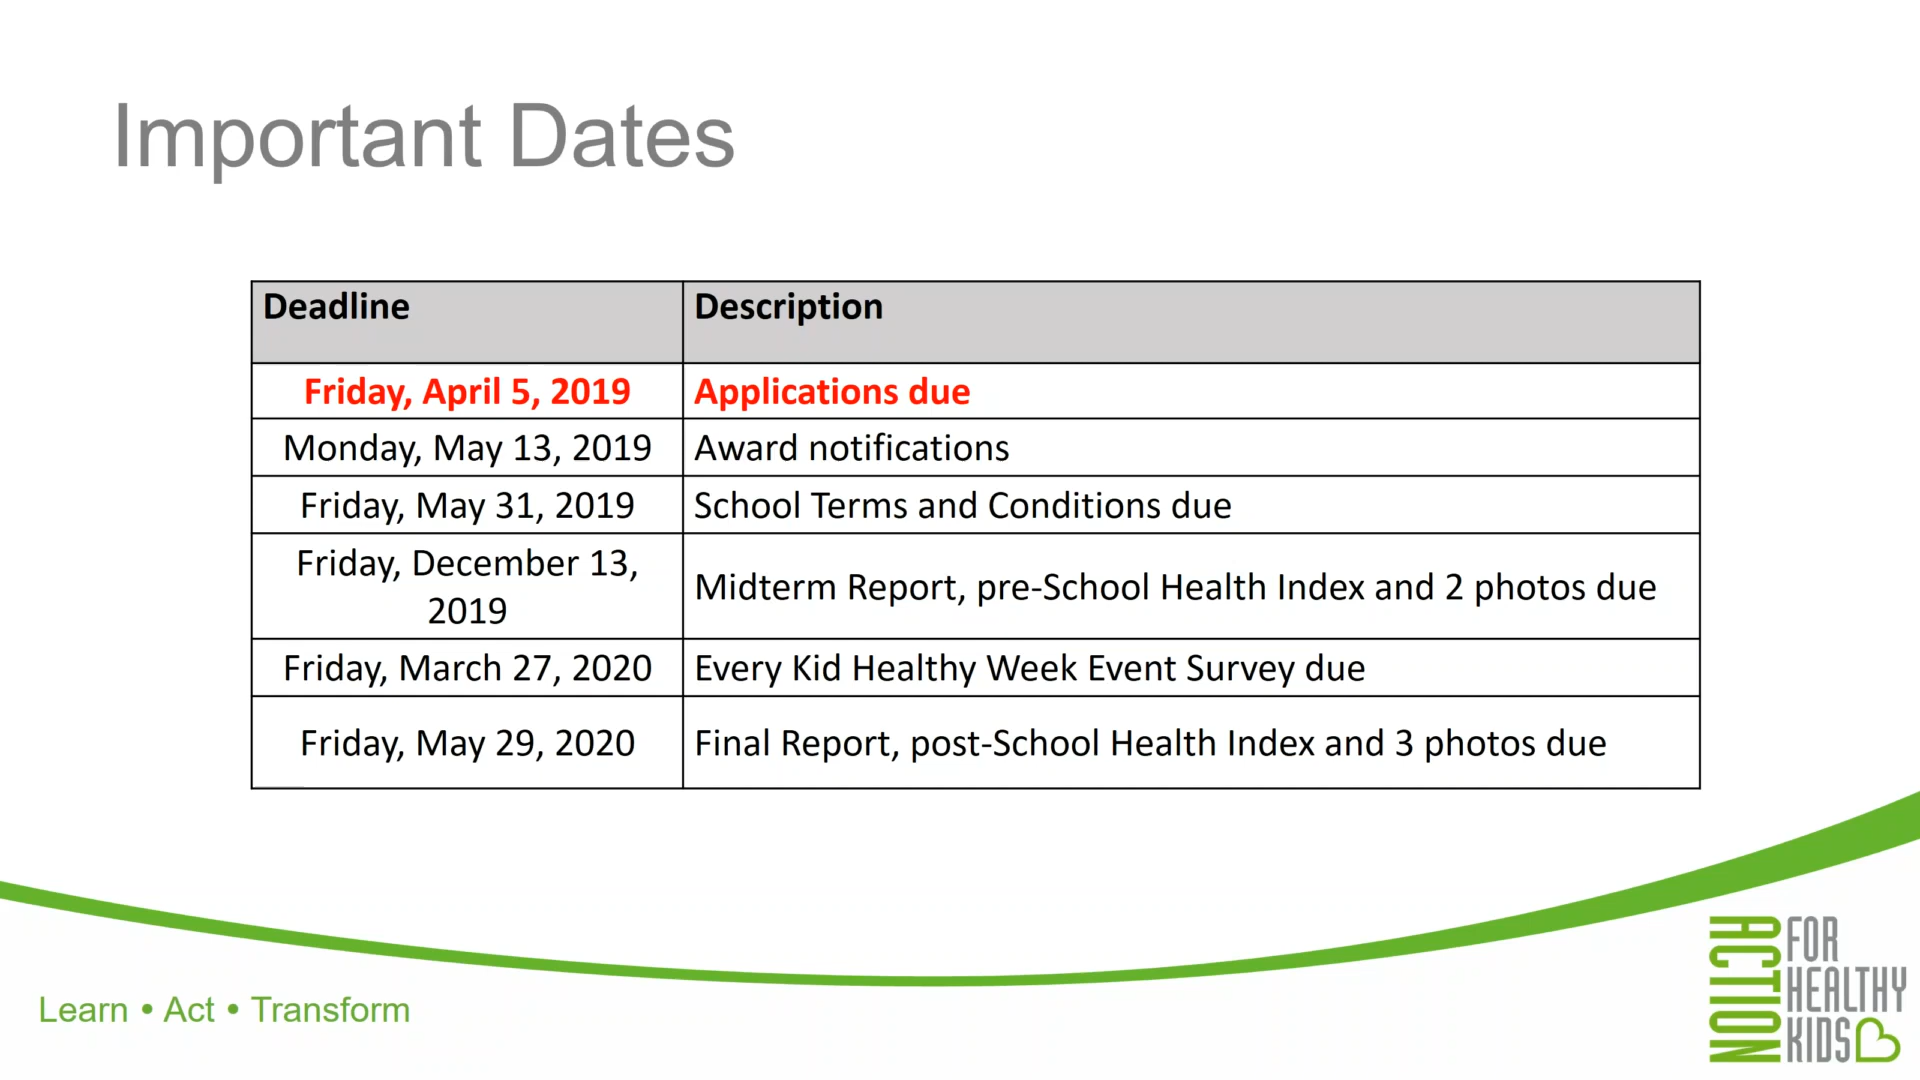 Important Dates
Deadline Description
Friday, April 5, 2019 Applications due
Monday, May 13, 2019 Award notifications
Friday, May 31, 2019 School Terms and Conditions due
Friday, December 13,
2019
Midterm Report, pre-School Health Index and 2 photos due
Friday, March 27, 2020 Every Kid Healthy Week Event Survey due
Friday, May 29, 2020 Final Report, post-School Health Index and 3 photos due
Learn • Act • Transform
ACTION
FOR
HEALTHY
KIDS